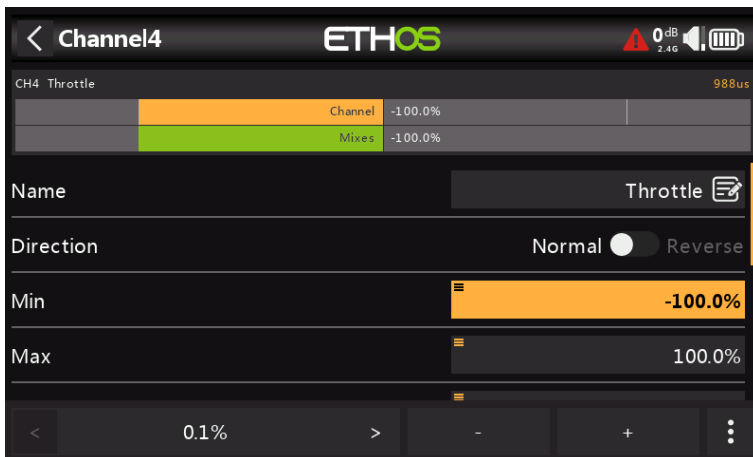 Channel4 ETHOS 0dB 2.4G
CH4 Throttle 988us
Channel -100.0%
Mixes -100.0%
Name Throttle
Direction Normal Reverse
Min -100.0%
Max 100.0%
< 0.1% > - +